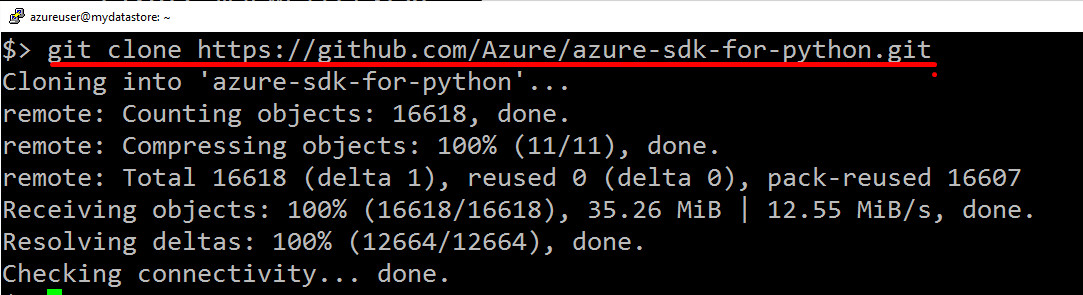 azureuser@mydatastore: ~
$> git clone https://github.com/Azure/azure-sdk-for-python.git
Cloning into 'azure-sdk-for-python'...
remote: Counting objects: 16618, done.
remote: Compressing objects: 100% (11/11), done.
remote: Total 16618 (delta 1), reused 0 (delta 0), pack-reused 16607
Receiving objects: 100% (16618/16618), 35.26 MiB | 12.55 MiB/s, done.
Resolving deltas: 100% (12664/12664), done.
Checking connectivity... done.